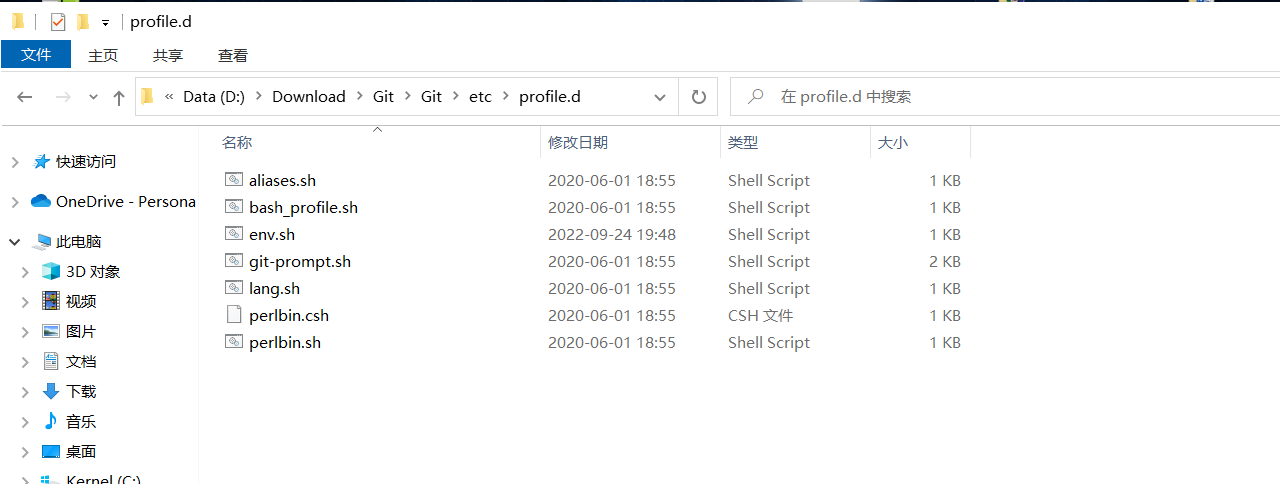 profile.d
文件 主页 共享 查看
« Data (D:) Download Git Git etc profile.d 在 profile.d 中搜索
名称 修改日期 类型 大小
快速访问
OneDrive - Persona
此电脑
3D 对象
视频
图片
文档
下载
音乐
桌面
Kernel (C:)
aliases.sh 2020-06-01 18:55 Shell Script 1 KB
bash_profile.sh 2020-06-01 18:55 Shell Script 1 KB
env.sh 2022-09-24 19:48 Shell Script 1 KB
git-prompt.sh 2020-06-01 18:55 Shell Script 2 KB
lang.sh 2020-06-01 18:55 Shell Script 1 KB
perlbin.csh 2020-06-01 18:55 CSH 文件 1 KB
perlbin.sh 2020-06-01 18:55 Shell Script 1 KB